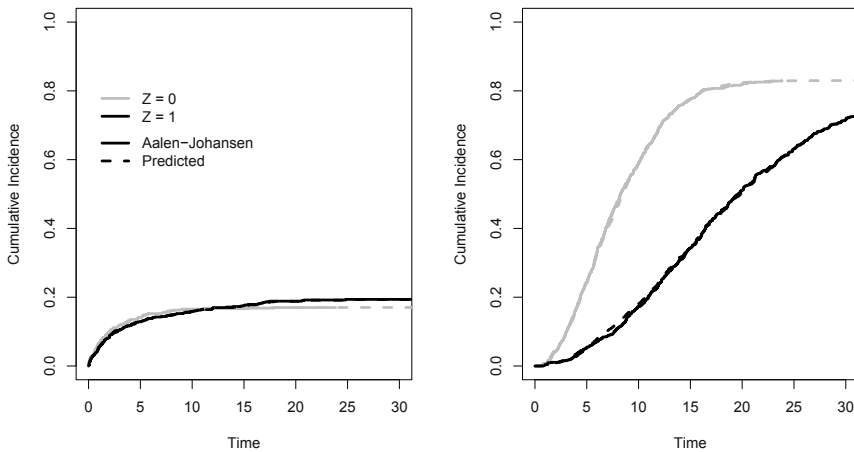 1.0
0.8
0.6
0.4
0.2
0.0
Cumulative Incidence
Z = 0
Z = 1
Aalen−Johansen
Predicted
0 5 10 15 20 25 30
Time
1.0
0.8
0.6
0.4
0.2
0.0
Cumulative Incidence
0 5 10 15 20 25 30
Time